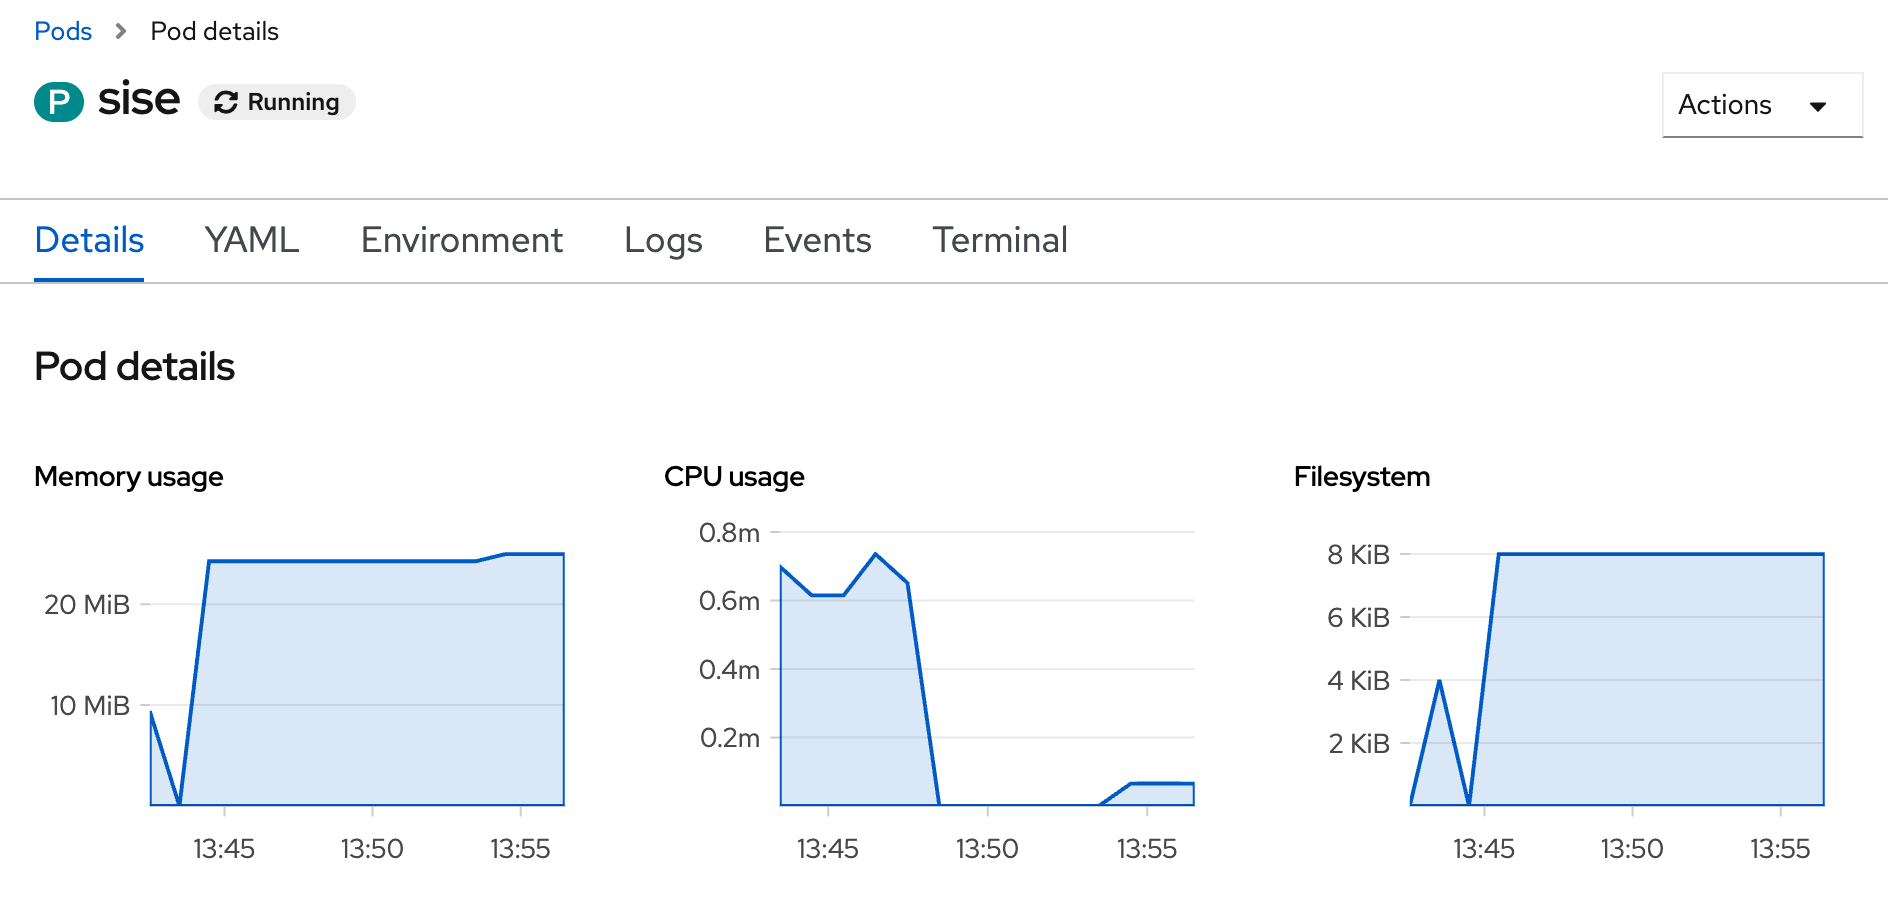 Pods > Pod details
P sise Running
Actions
Details YAML Environment Logs Events Terminal
Pod details
Memory usage
20 MiB
10 MiB
13:45 13:50 13:55
CPU usage
0.8m
0.6m
0.4m
0.2m
13:45 13:50 13:55
Filesystem
8 KiB
6 KiB
4 KiB
2 KiB
13:45 13:50 13:55